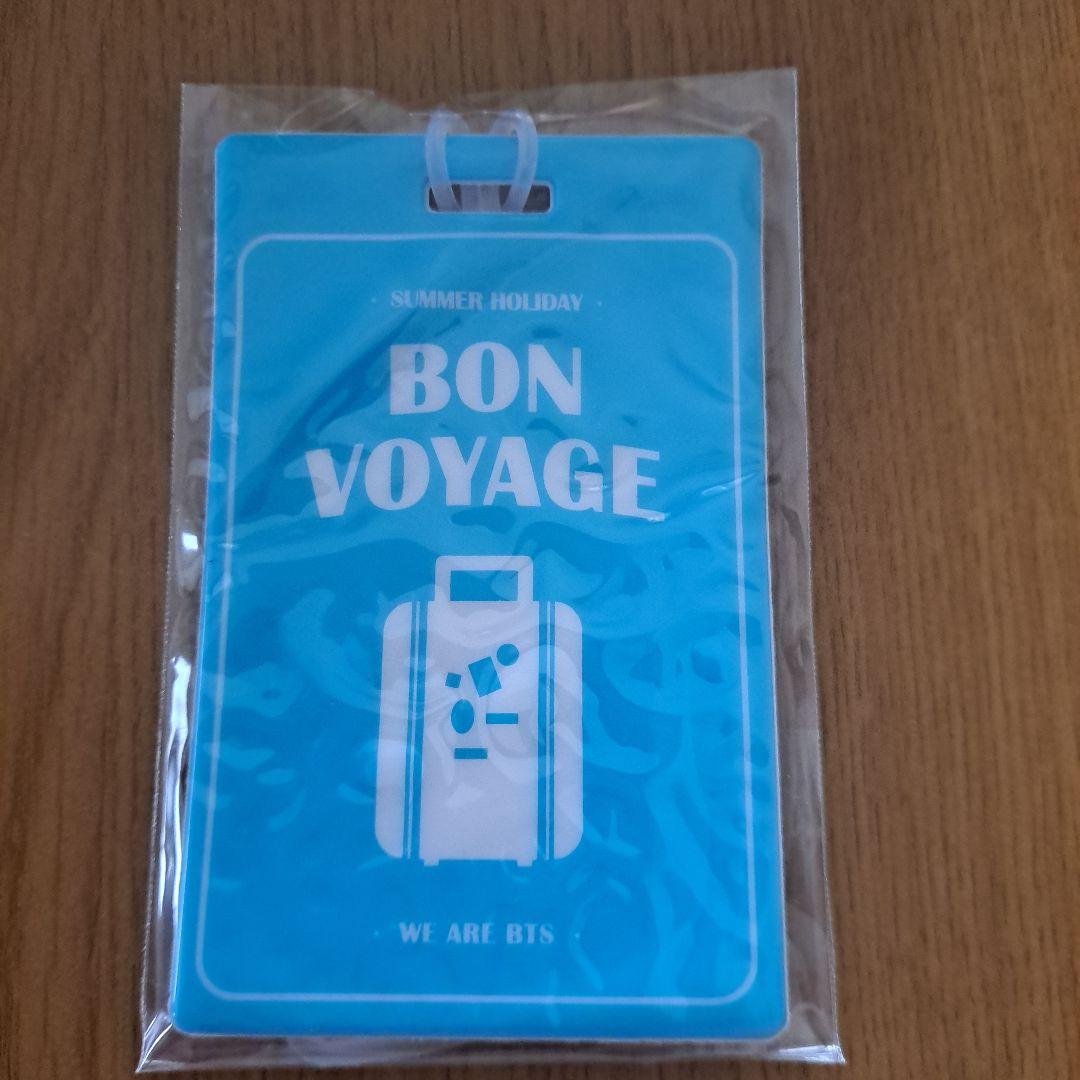 SUMMER HOLIDAY
BON
VOYAGE
WE ARE BTS